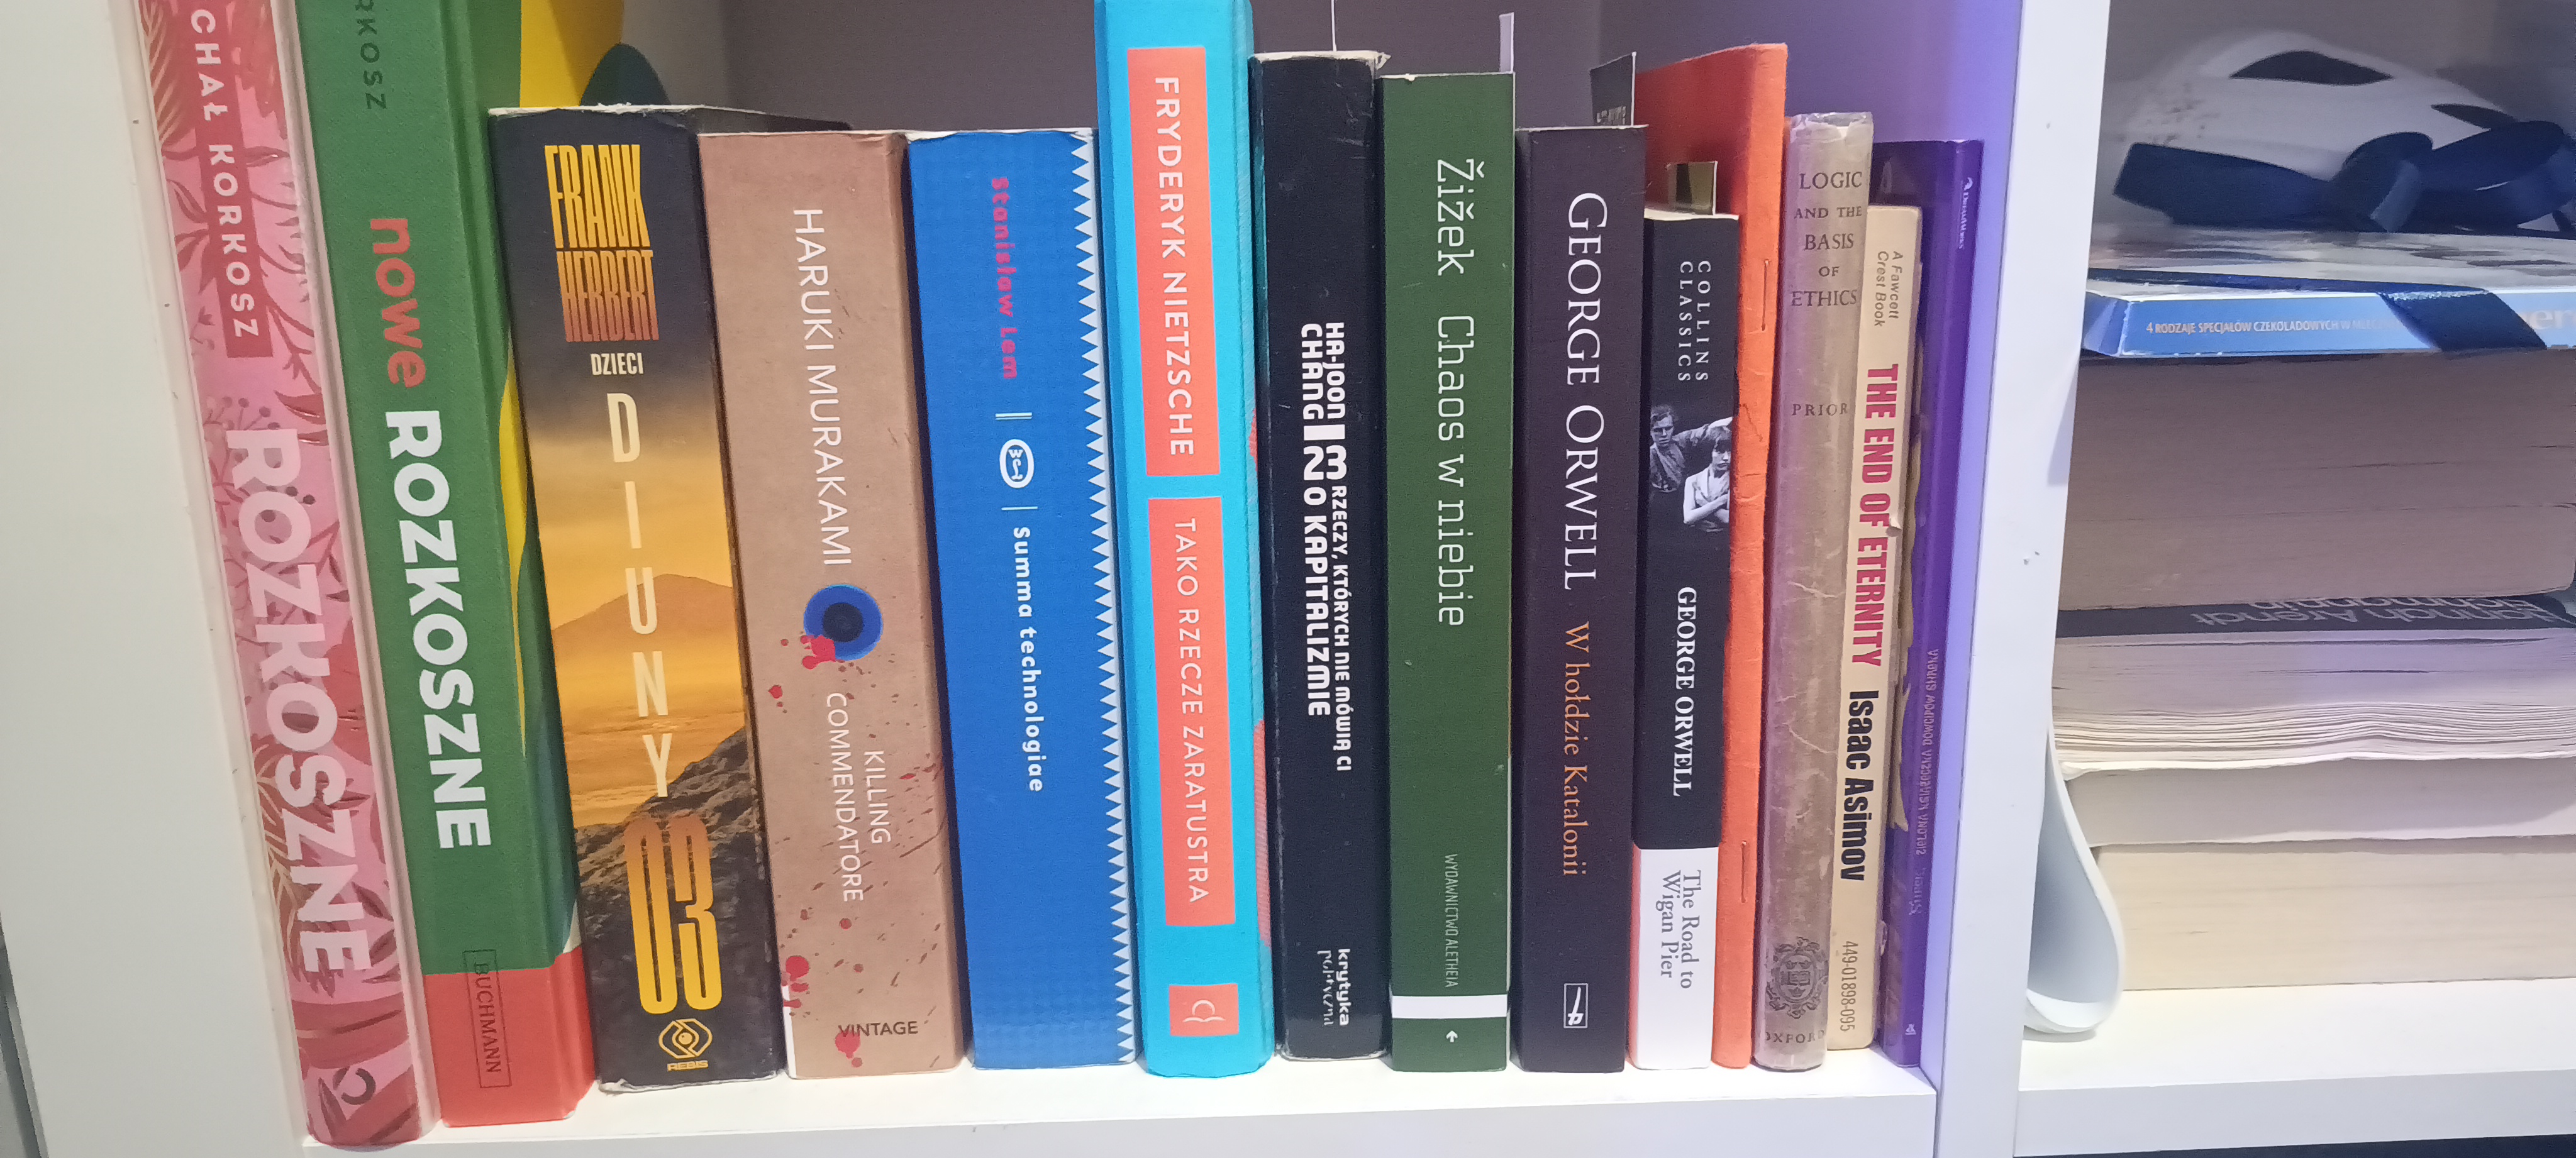 CHAŁ KORKOSZ
ROZKOSZNE
RKOSZ
nowe ROZKOSZNE
BUCHMANN
FRANK
HERBERT
DZIECI
DIUNY
03
REBIS
HARUKI MURAKAMI
KILLING
COMMENDATORE
VINTAGE
Stanisław Lem
Summa technologiae
FRYDERYK NIETZSCHE
TAKO RZECZE ZARATUSTRA
HA-JOON
CHANG
23 RZECZY, KTÓRYCH NIE MÓWIĄ CI
O KAPITALIZMIE
krytyka
polityczna
Žižek Chaos w niebie
WYDAWNICTWO ALETHEIA
GEORGE ORWELL W hołdzie Katalonii
COLLINS
CLASSICS
GEORGE ORWELL
The Road to
Wigan Pier
LOGIC
AND THE
BASIS
OF
ETHICS
PRIOR
OXFORD
A Fawcett
Crest Book
THE END OF ETERNITY Isaac Asimov
449-01898-095
4 RODZAJE SPECJAŁÓW CZEKOLADOWYCH W
Hannah Arendt